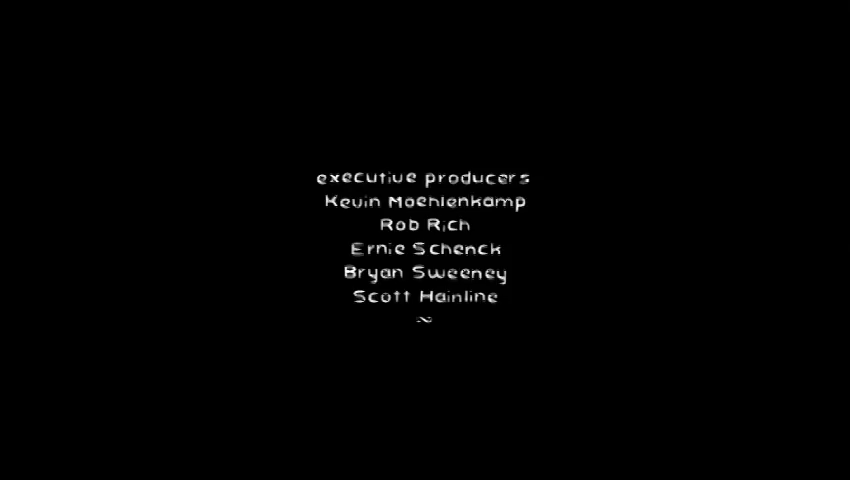 executive producers
Kevin Moehlenkamp
Rob Rich
Ernie Schenck
Bryan Sweeney
Scott Hainline
~